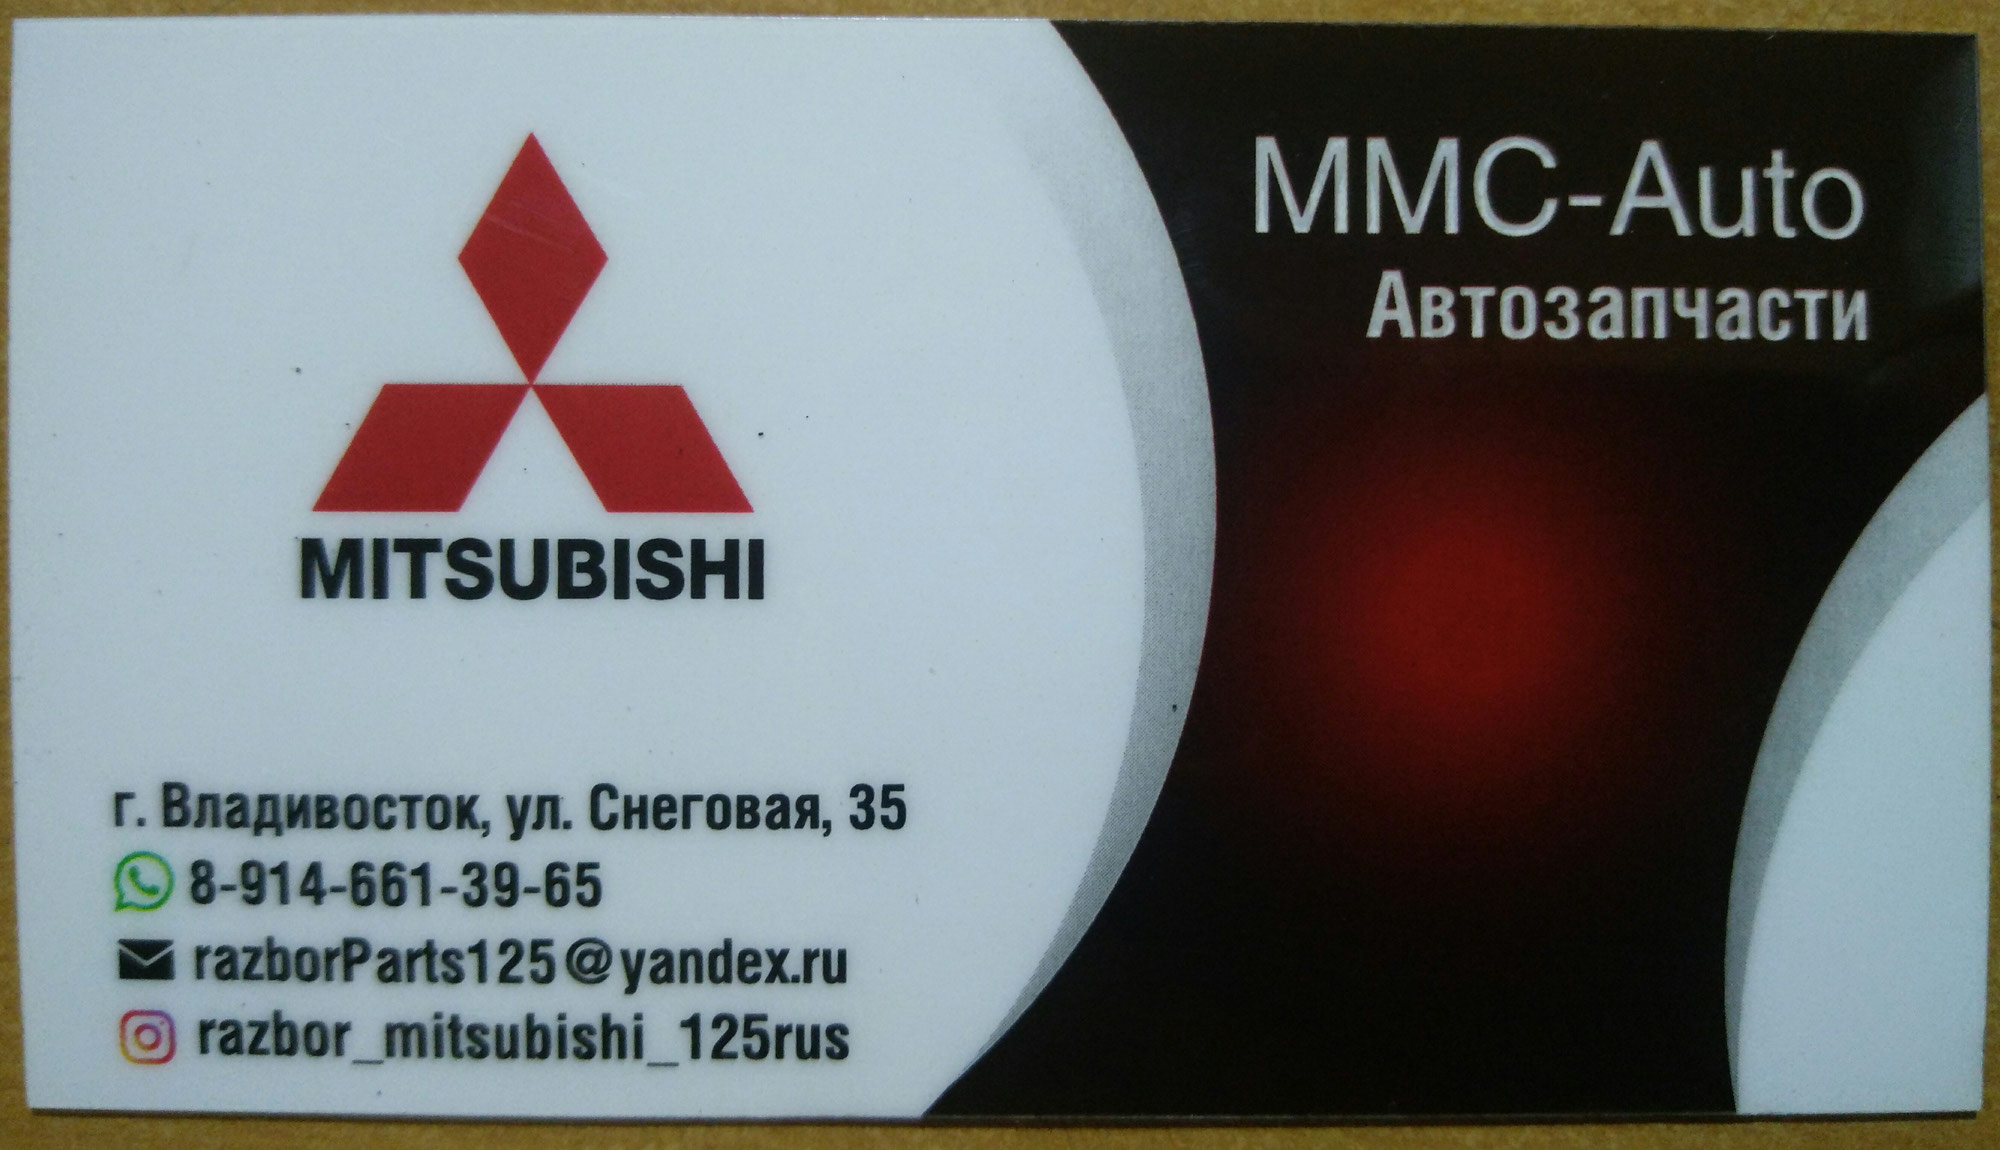 MITSUBISHI
MMC-Auto
Автозапчасти
г. Владивосток, ул. Снеговая, 35
8-914-661-39-65
razborParts125@yandex.ru
razbor_mitsubishi_125rus